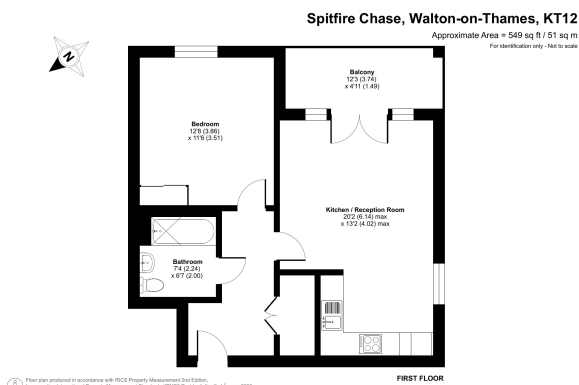 Spitfire Chase, Walton-on-Thames, KT12
Approximate Area = 549 sq ft / 51 sq m
For identification only - Not to scale
N
Balcony
12'3 (3.74)
x 4'11 (1.49)
Bedroom
12'8 (3.86)
x 11'6 (3.51)
Kitchen / Reception Room
20'2 (6.14) max
x 13'2 (4.02) max
Bathroom
7'4 (2.24)
x 6'7 (2.00)
FIRST FLOOR
Floor plan produced in accordance with RICS Property Measurement 2nd Edition,